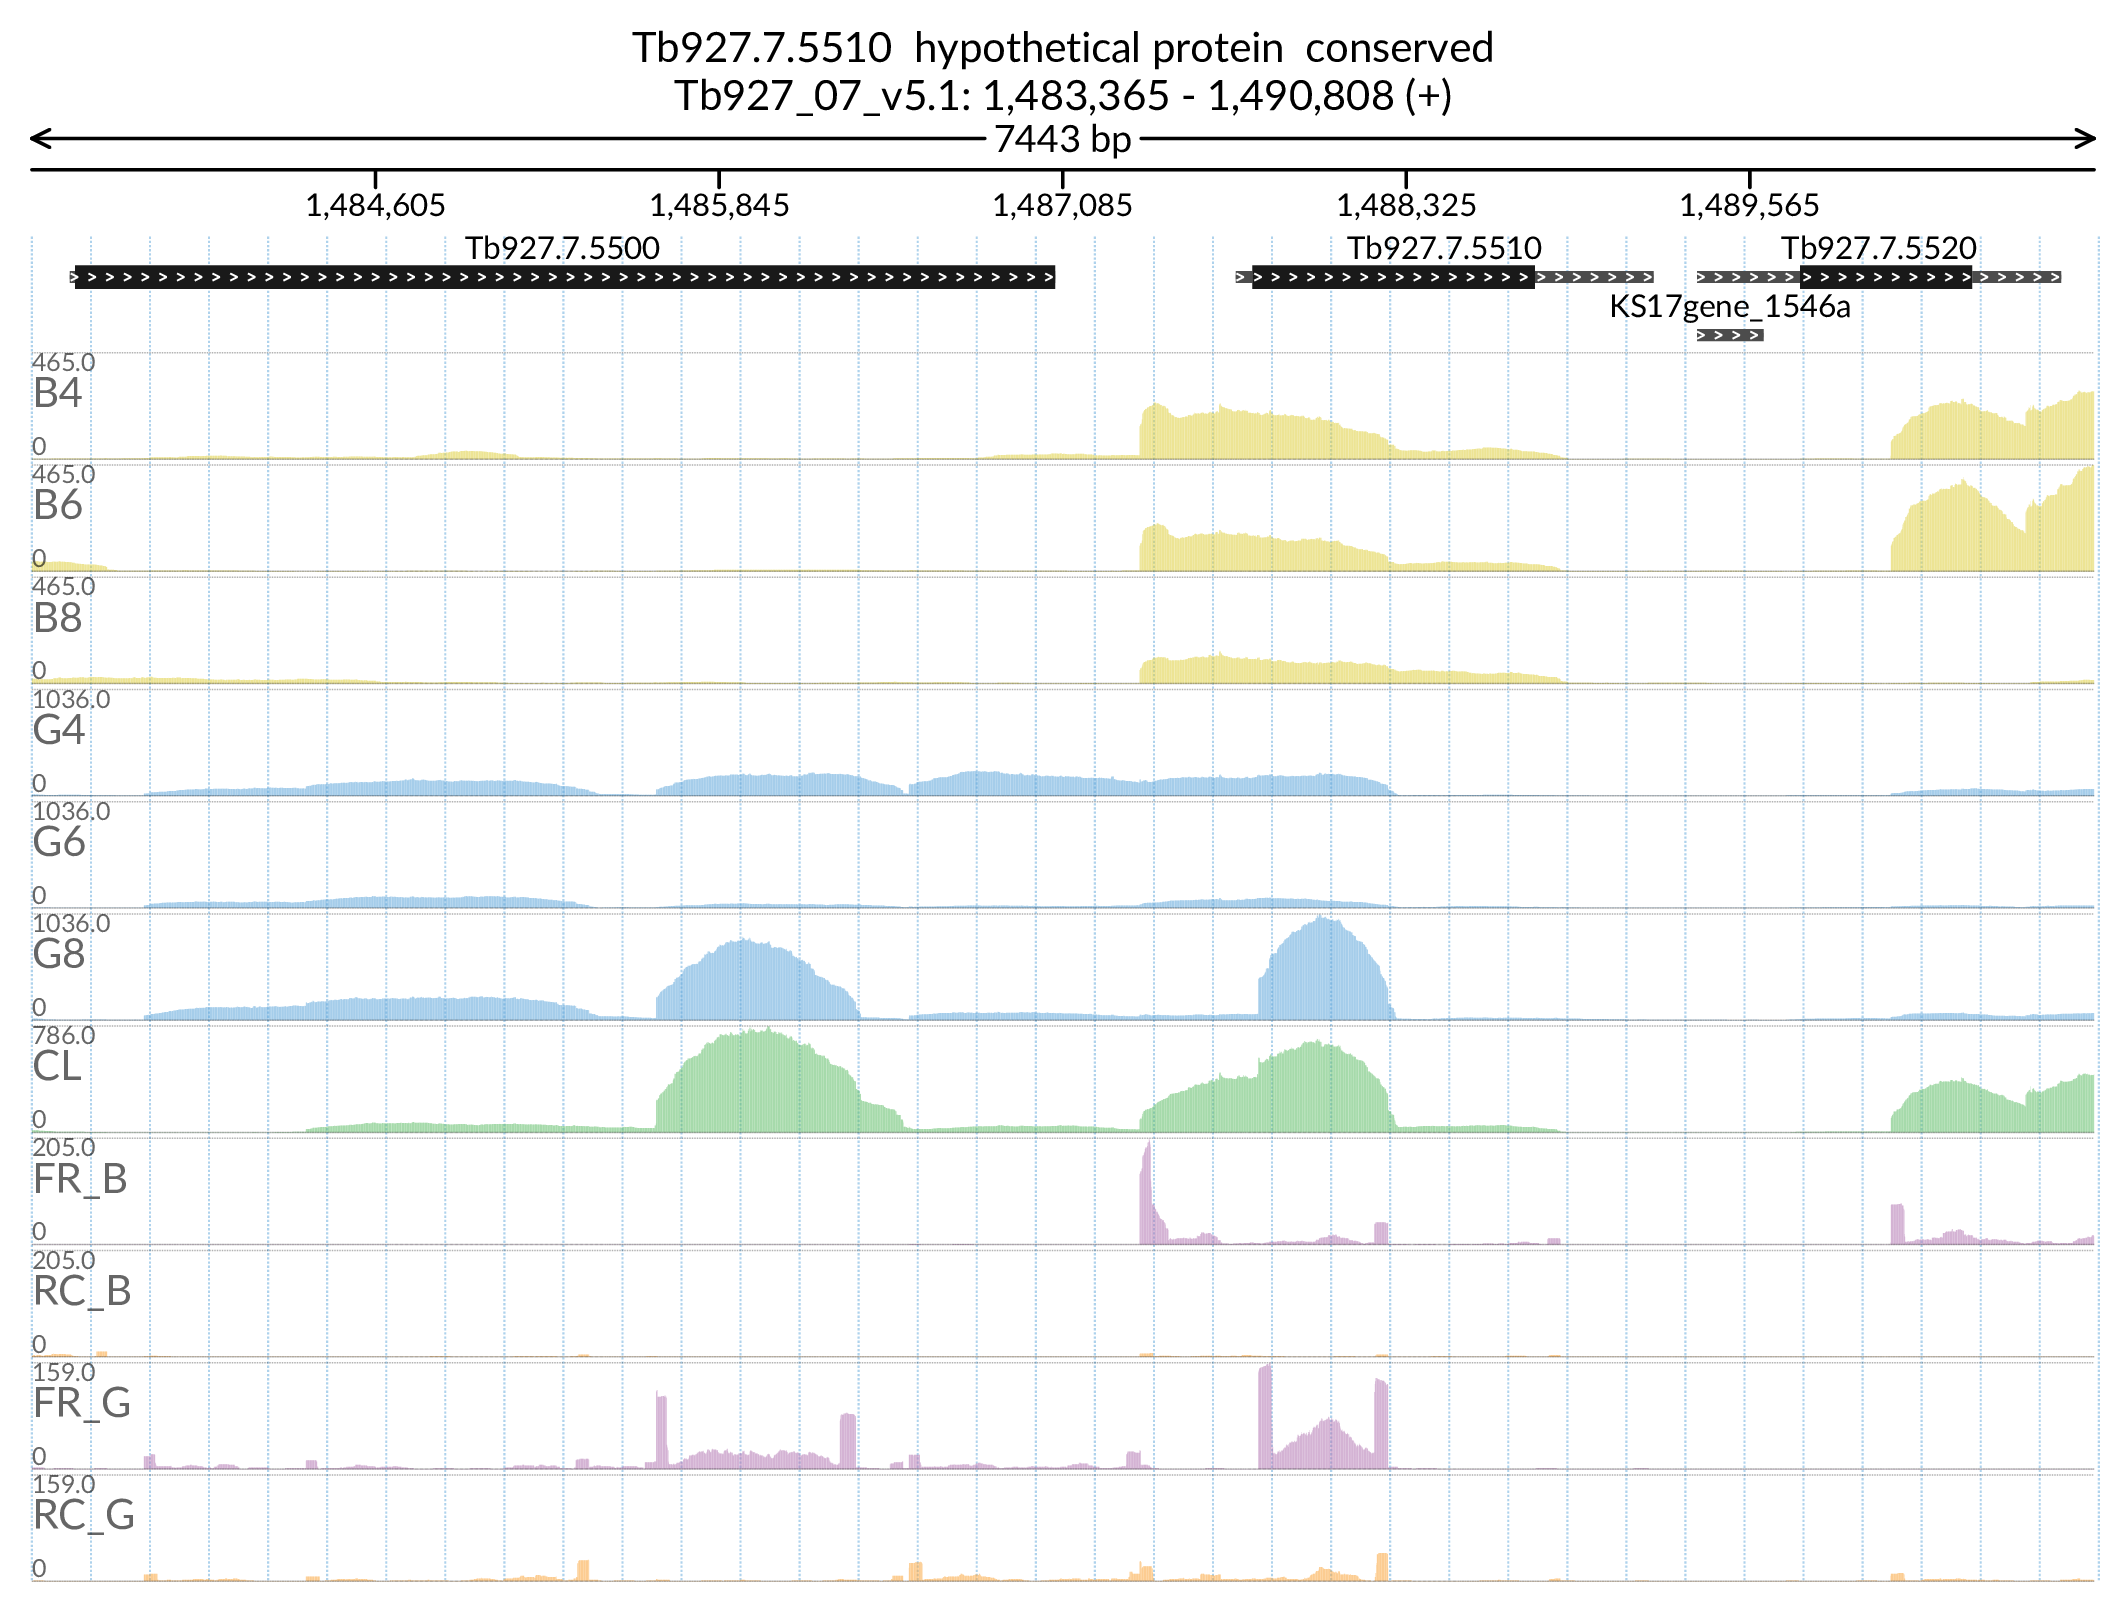 Tb927.7.5510  hypothetical protein  conserved
Tb927_07_v5.1: 1,483,365 - 1,490,808 (+)
7443 bp
1,484,605 1,485,845 1,487,085 1,488,325 1,489,565
Tb927.7.5500 Tb927.7.5510 Tb927.7.5520
KS17gene_1546a
465.0
B4
0
465.0
B6
0
465.0
B8
0
1036.0
G4
0
1036.0
G6
0
1036.0
G8
0
786.0
CL
0
205.0
FR_B
0
205.0
RC_B
0
159.0
FR_G
0
159.0
RC_G
0